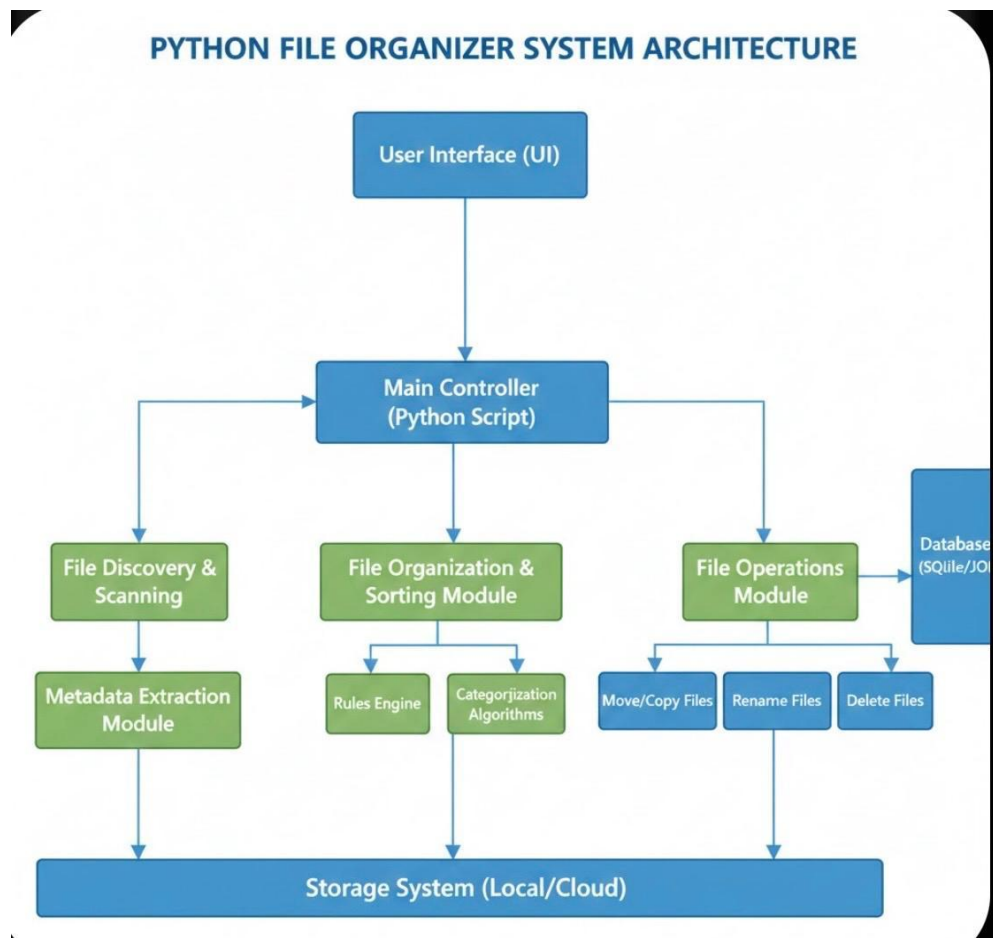 PYTHON FILE ORGANIZER SYSTEM ARCHITECTURE
User Interface (UI)
Main Controller
(Python Script)
File Discovery &
Scanning
File Organization &
Sorting Module
File Operations
Module
Database
(SQlile/JO
Metadata Extraction
Module
Rules Engine
Categorjization
Algorithms
Move/Copy Files
Rename Files
Delete Files
Storage System (Local/Cloud)